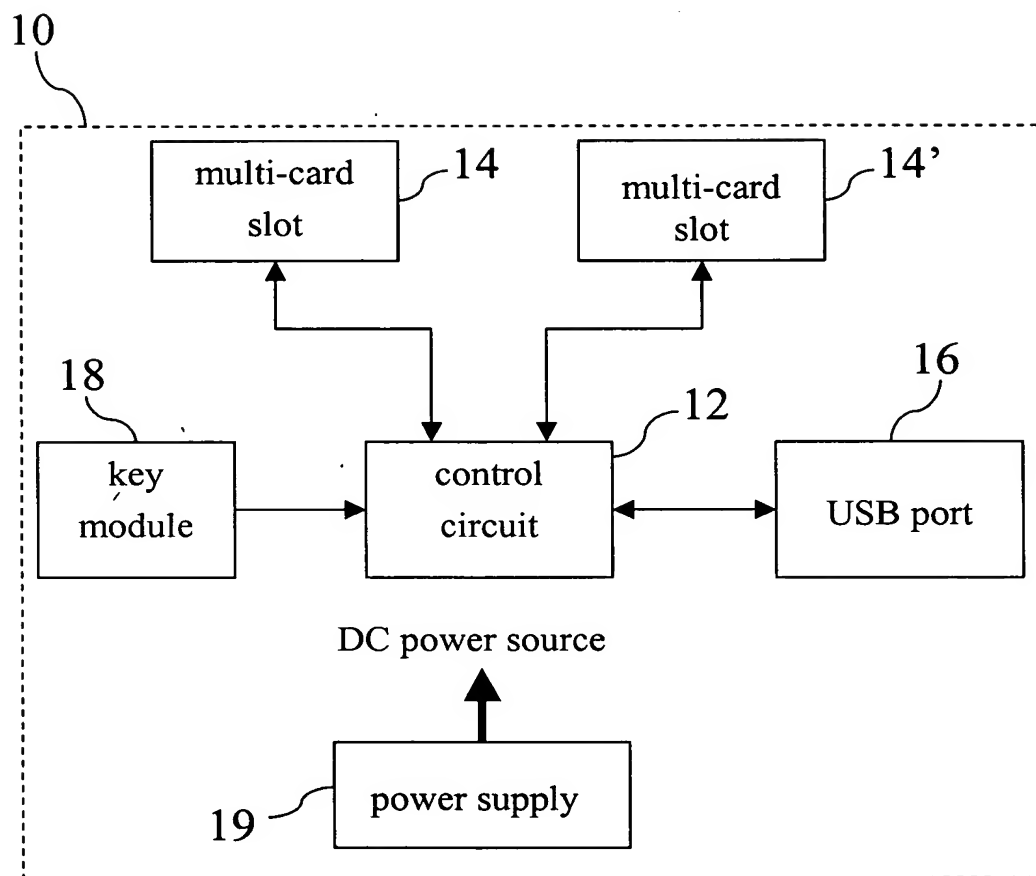 10
multi-card
slot
14
multi-card
slot
14’
18
key
module
control
circuit
12
16
USB port
DC power source
power supply
19